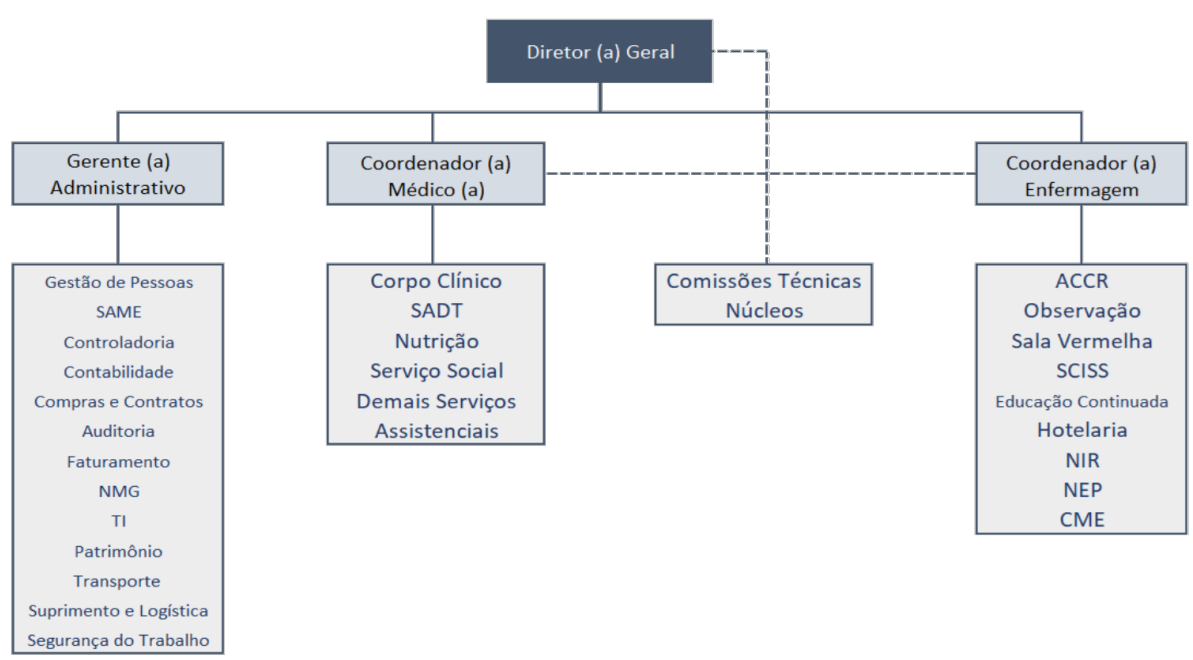 Diretor (a) Geral
Gerente (a)
Administrativo
Coordenador (a)
Médico (a)
Coordenador (a)
Enfermagem
Gestão de Pessoas
SAME
Controladoria
Contabilidade
Compras e Contratos
Auditoria
Faturamento
NMG
TI
Patrimônio
Transporte
Suprimento e Logística
Segurança do Trabalho
Corpo Clínico
SADT
Nutrição
Serviço Social
Demais Serviços
Assistenciais
Comissões Técnicas
Núcleos
ACCR
Observação
Sala Vermelha
SCISS
Educação Continuada
Hotelaria
NIR
NEP
CME